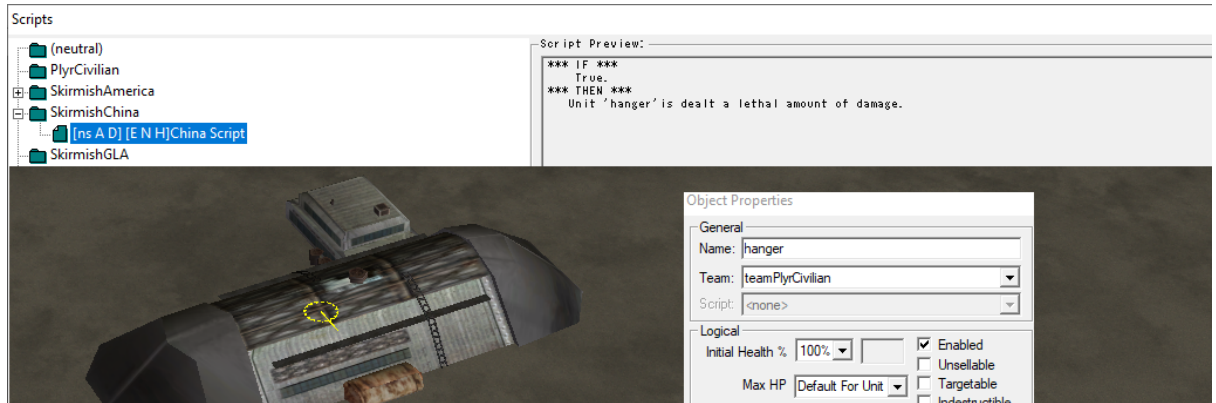 Scripts
(neutral)
PlyrCivilian
SkirmishAmerica
SkirmishChina
[ns A D] [E N H]China Script
SkirmishGLA
Script Preview:
*** IF ***
True.
*** THEN ***
Unit 'hanger' is dealt a lethal amount of damage.
Object Properties
General
Name: hanger
Team: teamPlyrCivilian
Script: <none>
Logical
Initial Health % 100%
Enabled
Unsellable
Max HP Default For Unit
Targetable
Indestructible